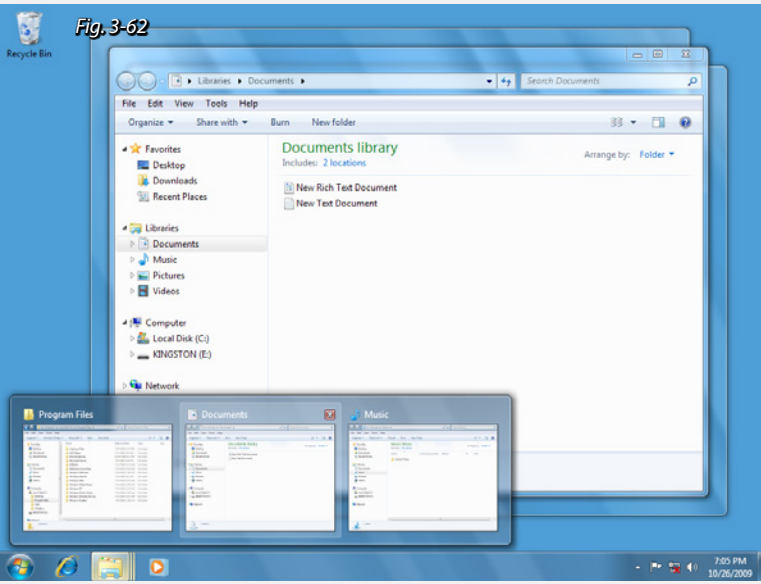 Fig. 3-62
Recycle Bin
Libraries Documents
Search Documents
File Edit View Tools Help
Organize Share with Burn New folder
Favorites
Desktop
Downloads
Recent Places
Libraries
Documents
Music
Pictures
Videos
Computer
Local Disk (C:)
KINGSTON (E:)
Network
Documents library
Includes: 2 locations
Arrange by: Folder
New Rich Text Document
New Text Document
Program Files
Documents
Music
7:05 PM
10/26/2009